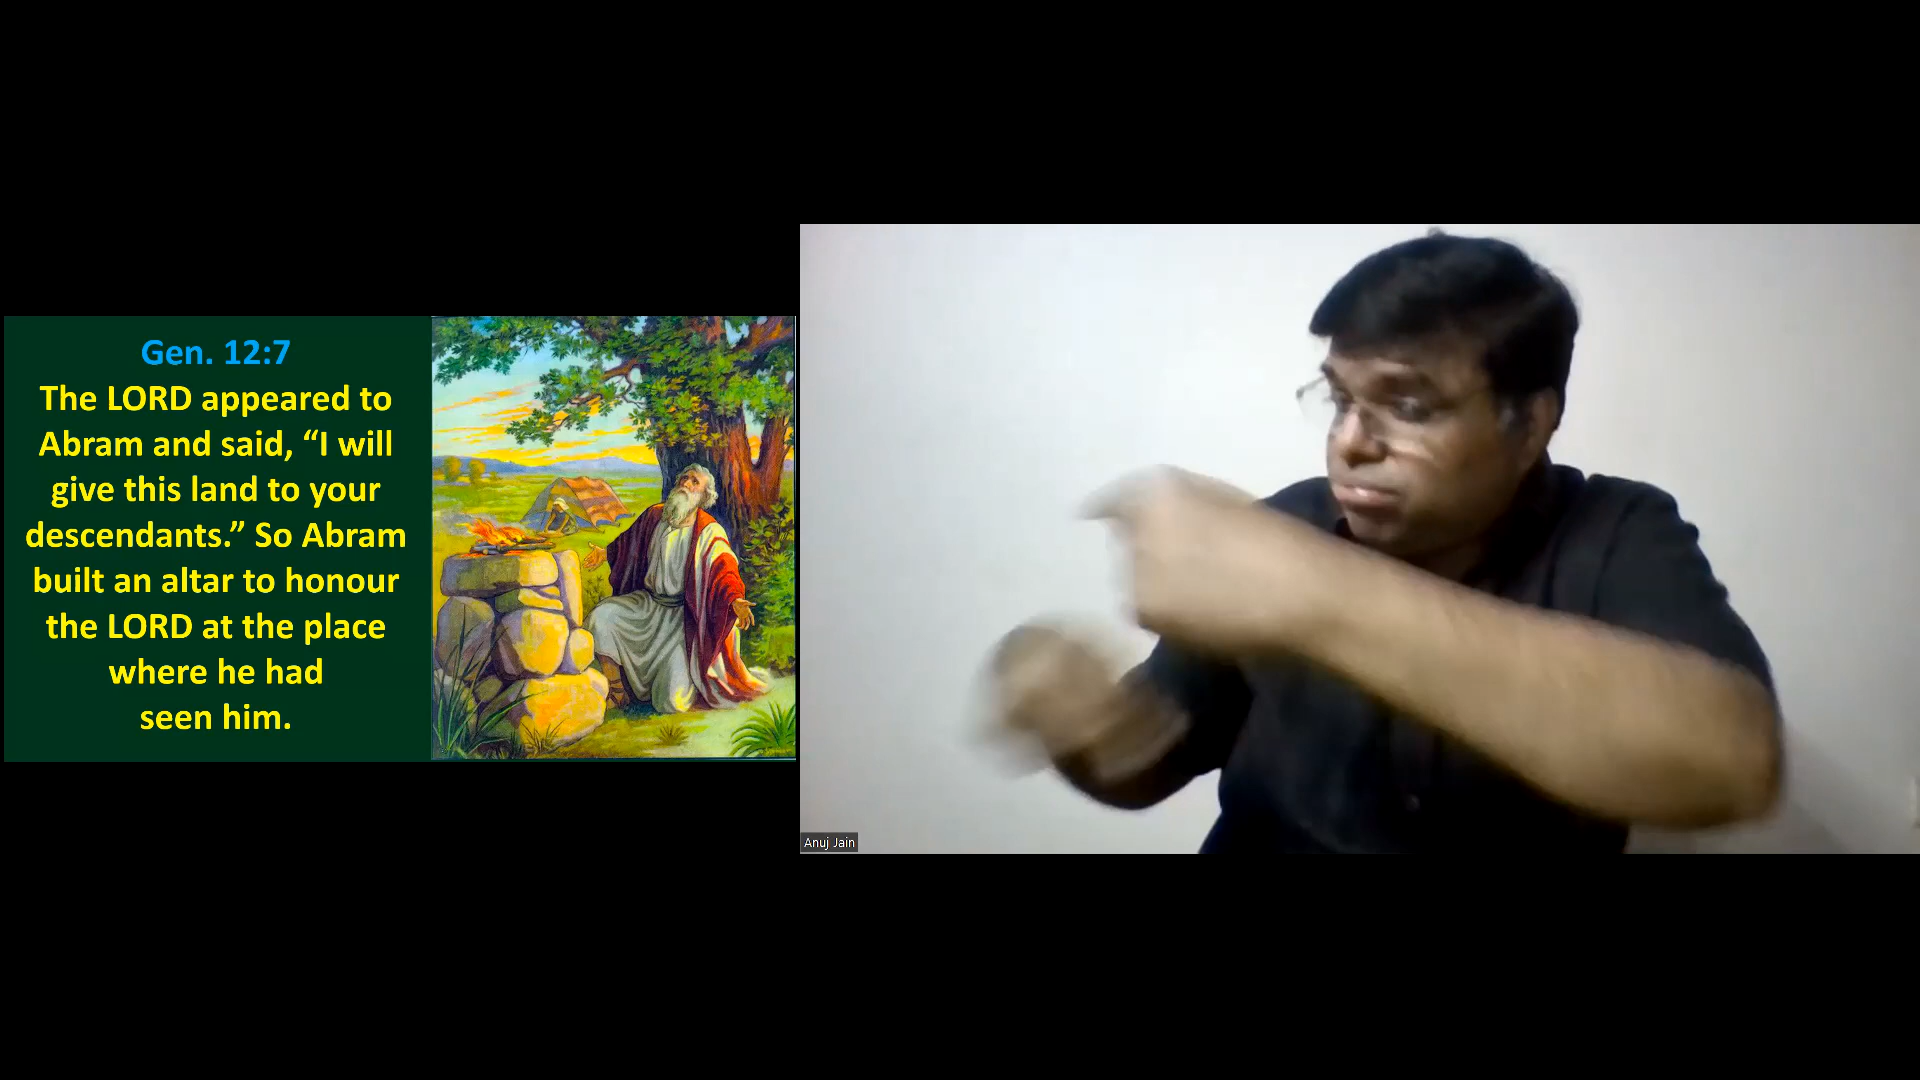 Gen. 12:7
The LORD appeared to
Abram and said, “I will
give this land to your
descendants.” So Abram
built an altar to honour
the LORD at the place
where he had
seen him.
Anuj Jain